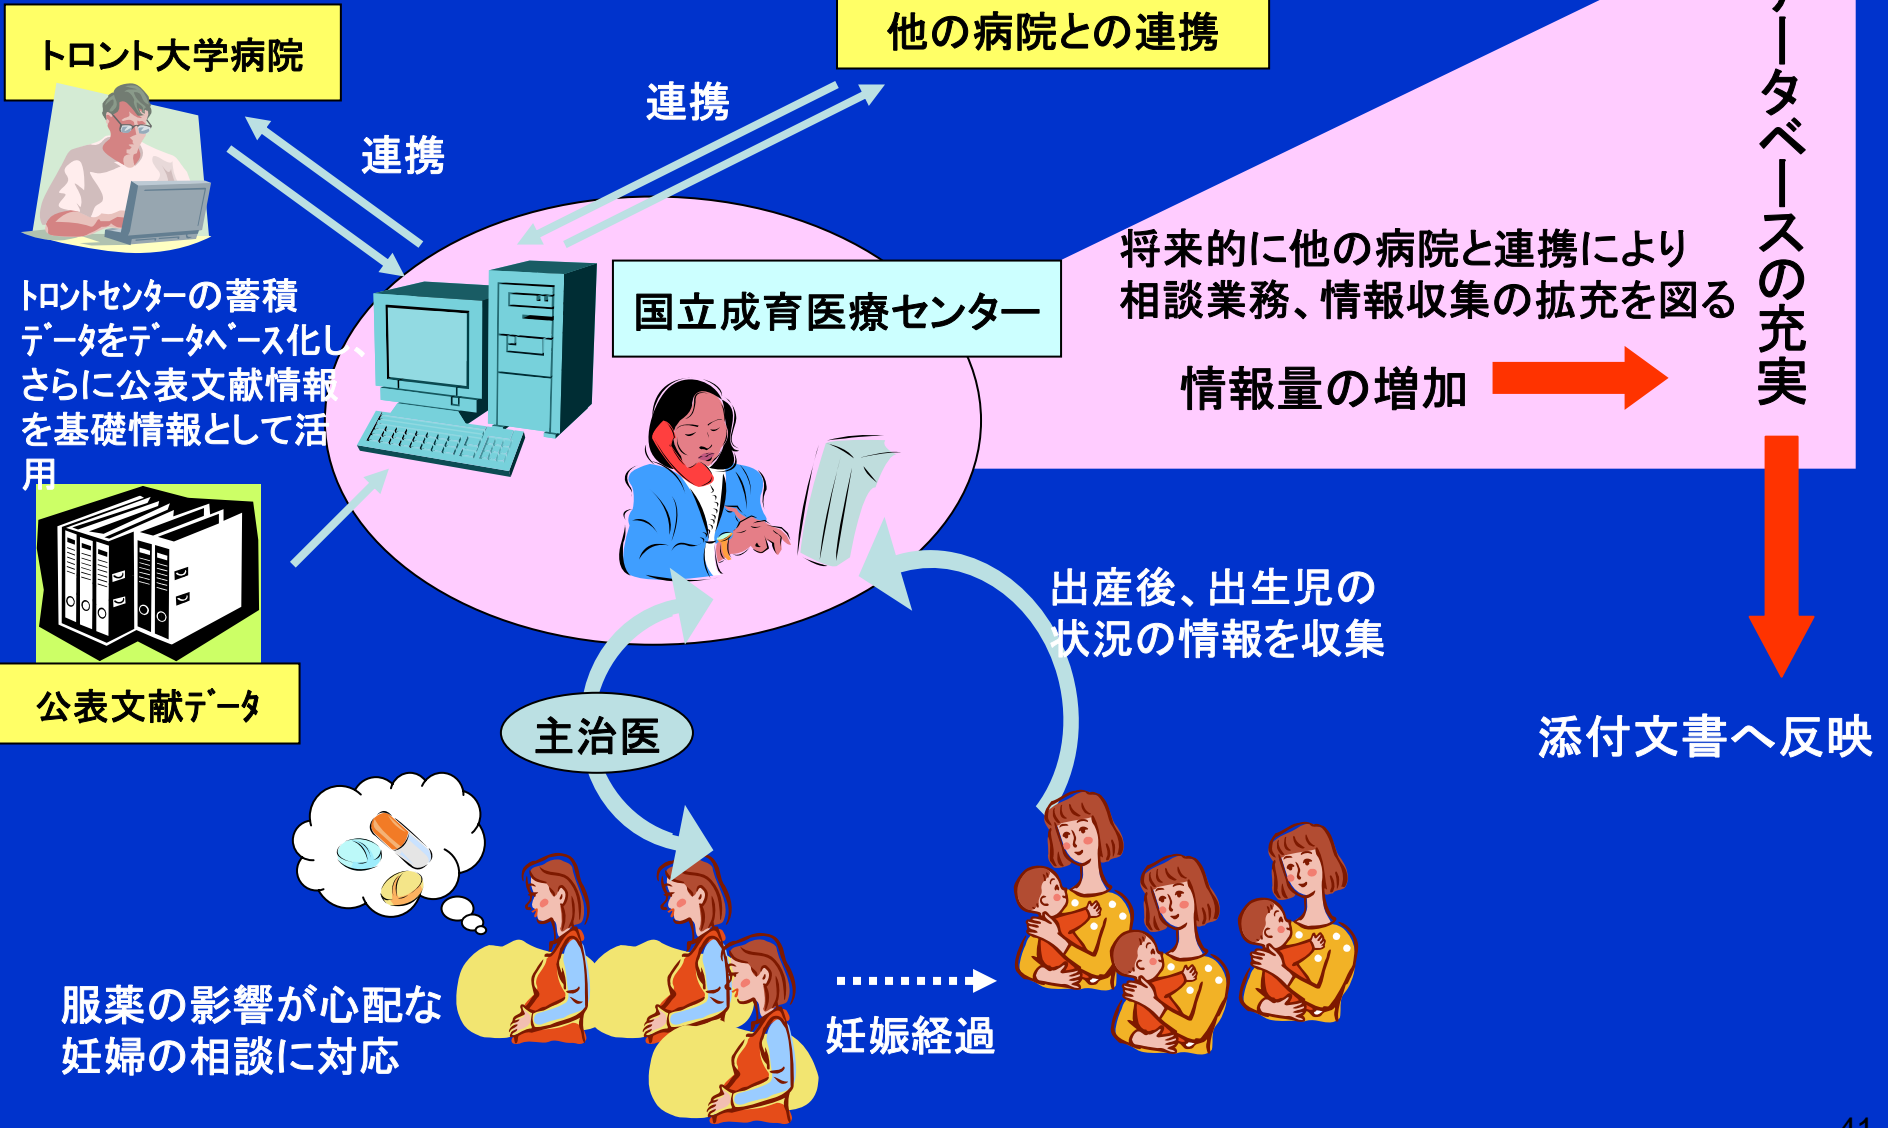 トロント大学病院
他の病院との連携
連携
連携
データベースの充実
将来的に他の病院と連携により
相談業務、情報収集の拡充を図る
国立成育医療センター
情報量の増加
トロントセンターの蓄積
データをデータベース化し、
さらに公表文献情報
を基礎情報として活
用
公表文献データ
出産後、出生児の
状況の情報を収集
主治医
添付文書へ反映
服薬の影響が心配な
妊婦の相談に対応
妊娠経過
41